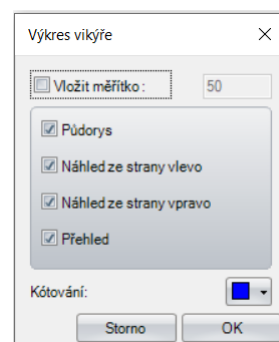 Výkres vikýře
Vložit měřítko : 50
Půdorys
Náhled ze strany vlevo
Náhled ze strany vpravo
Přehled
Kótování:
Storno OK